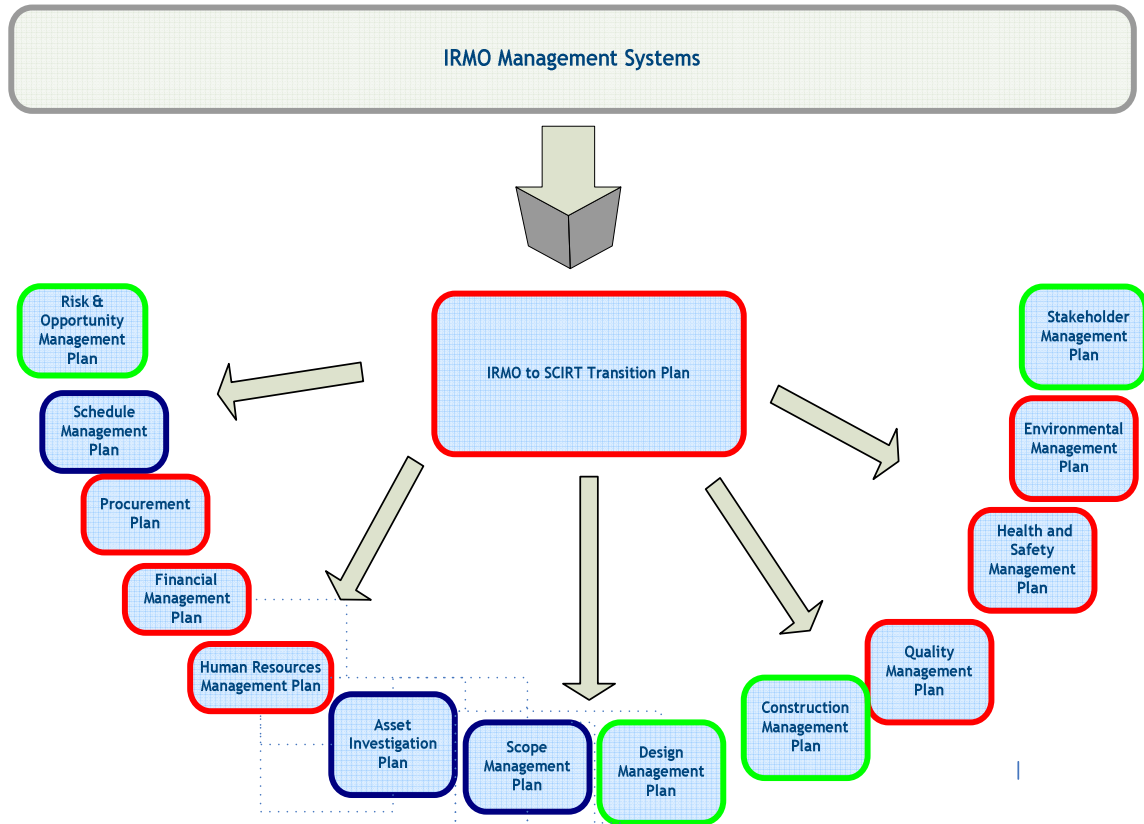 IRMO Management Systems
IRMO to SCIRT Transition Plan
Risk &
Opportunity
Management
Plan
Schedule
Management
Plan
Procurement
Plan
Financial
Management
Plan
Human Resources
Management Plan
Asset
Investigation
Plan
Scope
Management
Plan
Design
Management
Plan
Construction
Management
Plan
Quality
Management
Plan
Health and
Safety
Management
Plan
Environmental
Management
Plan
Stakeholder
Management
Plan